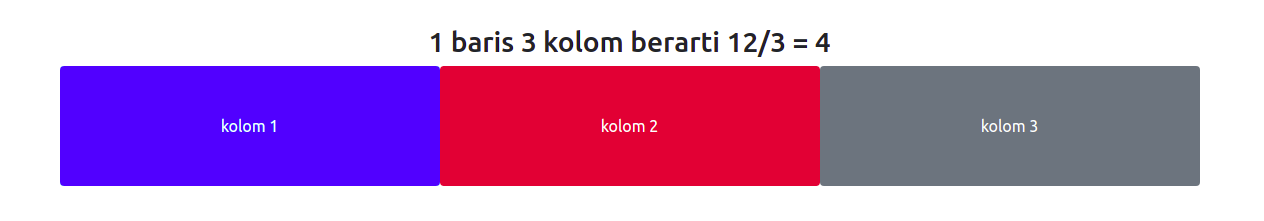 1 baris 3 kolom berarti 12/3 = 4
kolom 1
kolom 2
kolom 3